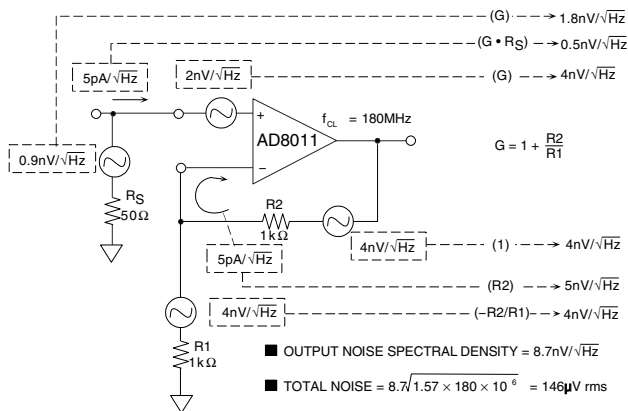 (G) 1.8nV/√Hz
(G • RS) 0.5nV/√Hz
5pA/√Hz
2nV/√Hz (G) 4nV/√Hz
fCL = 180MHz
+
AD8011
–
G = 1 + R2/R1
0.9nV/√Hz
RS
50Ω
R2
1kΩ
4nV/√Hz (1) 4nV/√Hz
5pA/√Hz
(R2) 5nV/√Hz
4nV/√Hz (–R2/R1) 4nV/√Hz
R1
1kΩ
■ OUTPUT NOISE SPECTRAL DENSITY = 8.7nV/√Hz
■ TOTAL NOISE = 8.7√1.57 × 180 × 10⁶ = 146µV rms